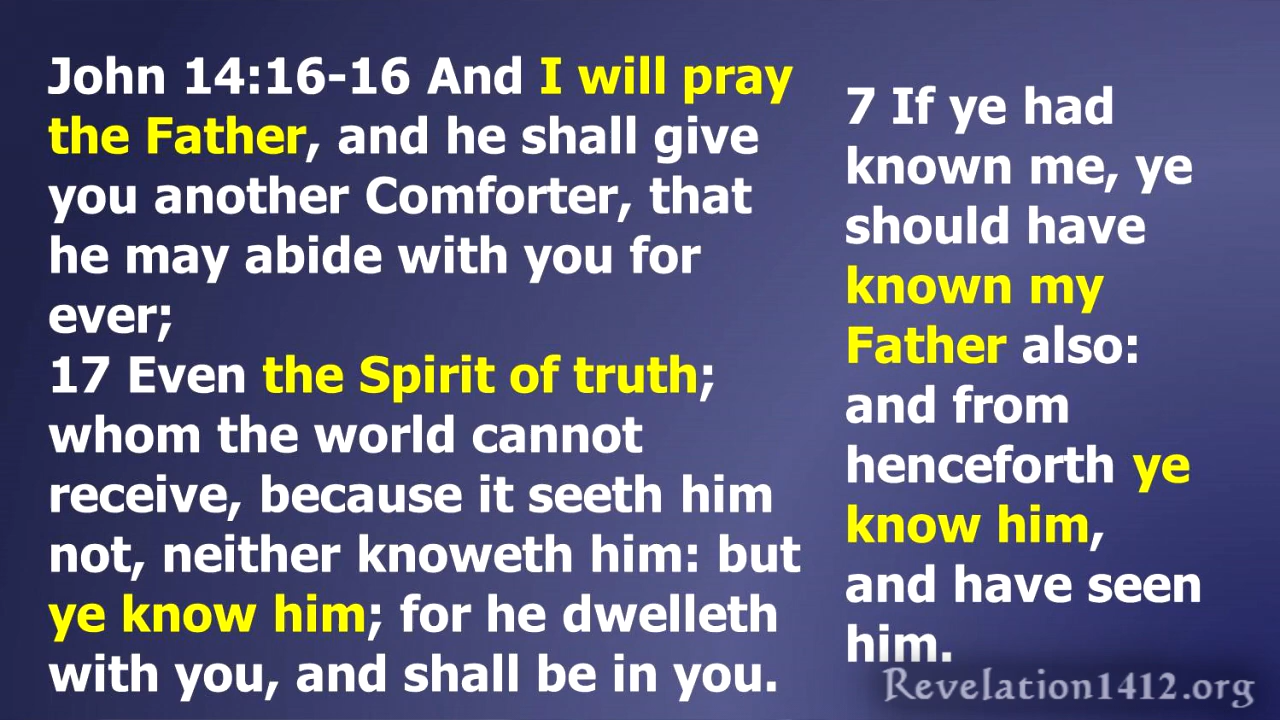 John 14:16-16 And I will pray
the Father, and he shall give
you another Comforter, that
he may abide with you for
ever;
17 Even the Spirit of truth;
whom the world cannot
receive, because it seeth him
not, neither knoweth him: but
ye know him; for he dwelleth
with you, and shall be in you.
7 If ye had
known me, ye
should have
known my
Father also:
and from
henceforth ye
know him,
and have seen
him.
Revelation1412.org